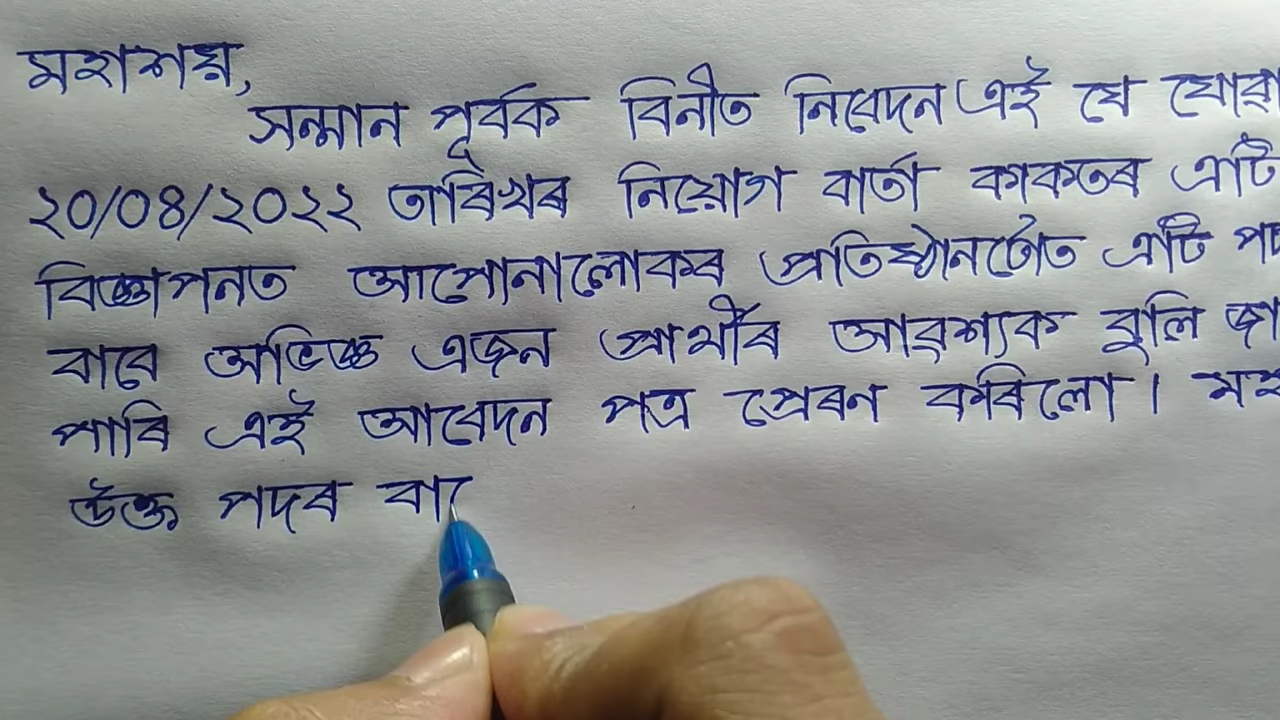 মহাশয়,
সন্মান পূৰ্বক বিনীত নিবেদন এই যে যোৱা
২০/০৪/২০২২ তাৰিখৰ নিয়োগ বাৰ্তা কাকতৰ এটি
বিজ্ঞাপনত আপোনালোকৰ প্ৰতিষ্ঠানটোত এটি
বাবে অভিজ্ঞ এজন প্ৰাৰ্থীৰ আৱশ্যক বুলি
পাৰি এই আবেদন পত্ৰ প্ৰেৰণ কৰিলো।
উক্ত পদৰ